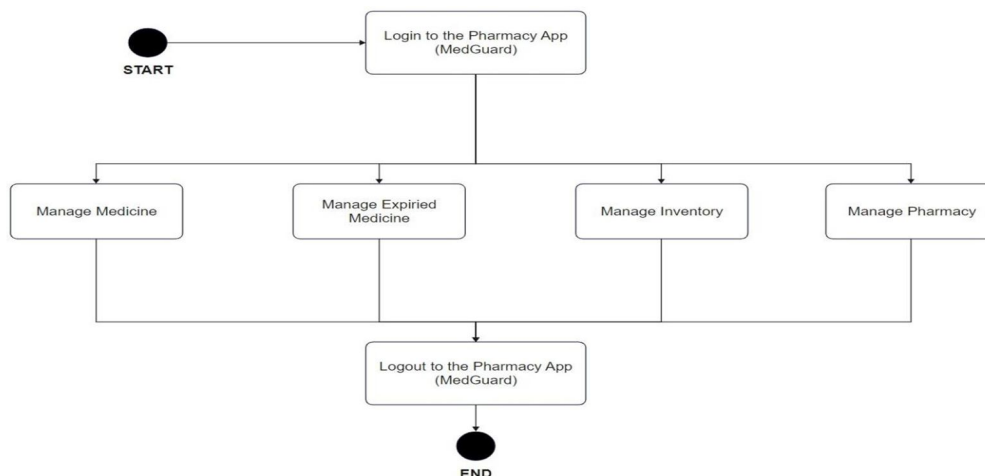 Login to the Pharmacy App
(MedGuard)
START
Manage Medicine
Manage Expiried
Medicine
Manage Inventory
Manage Pharmacy
Logout to the Pharmacy App
(MedGuard)
END